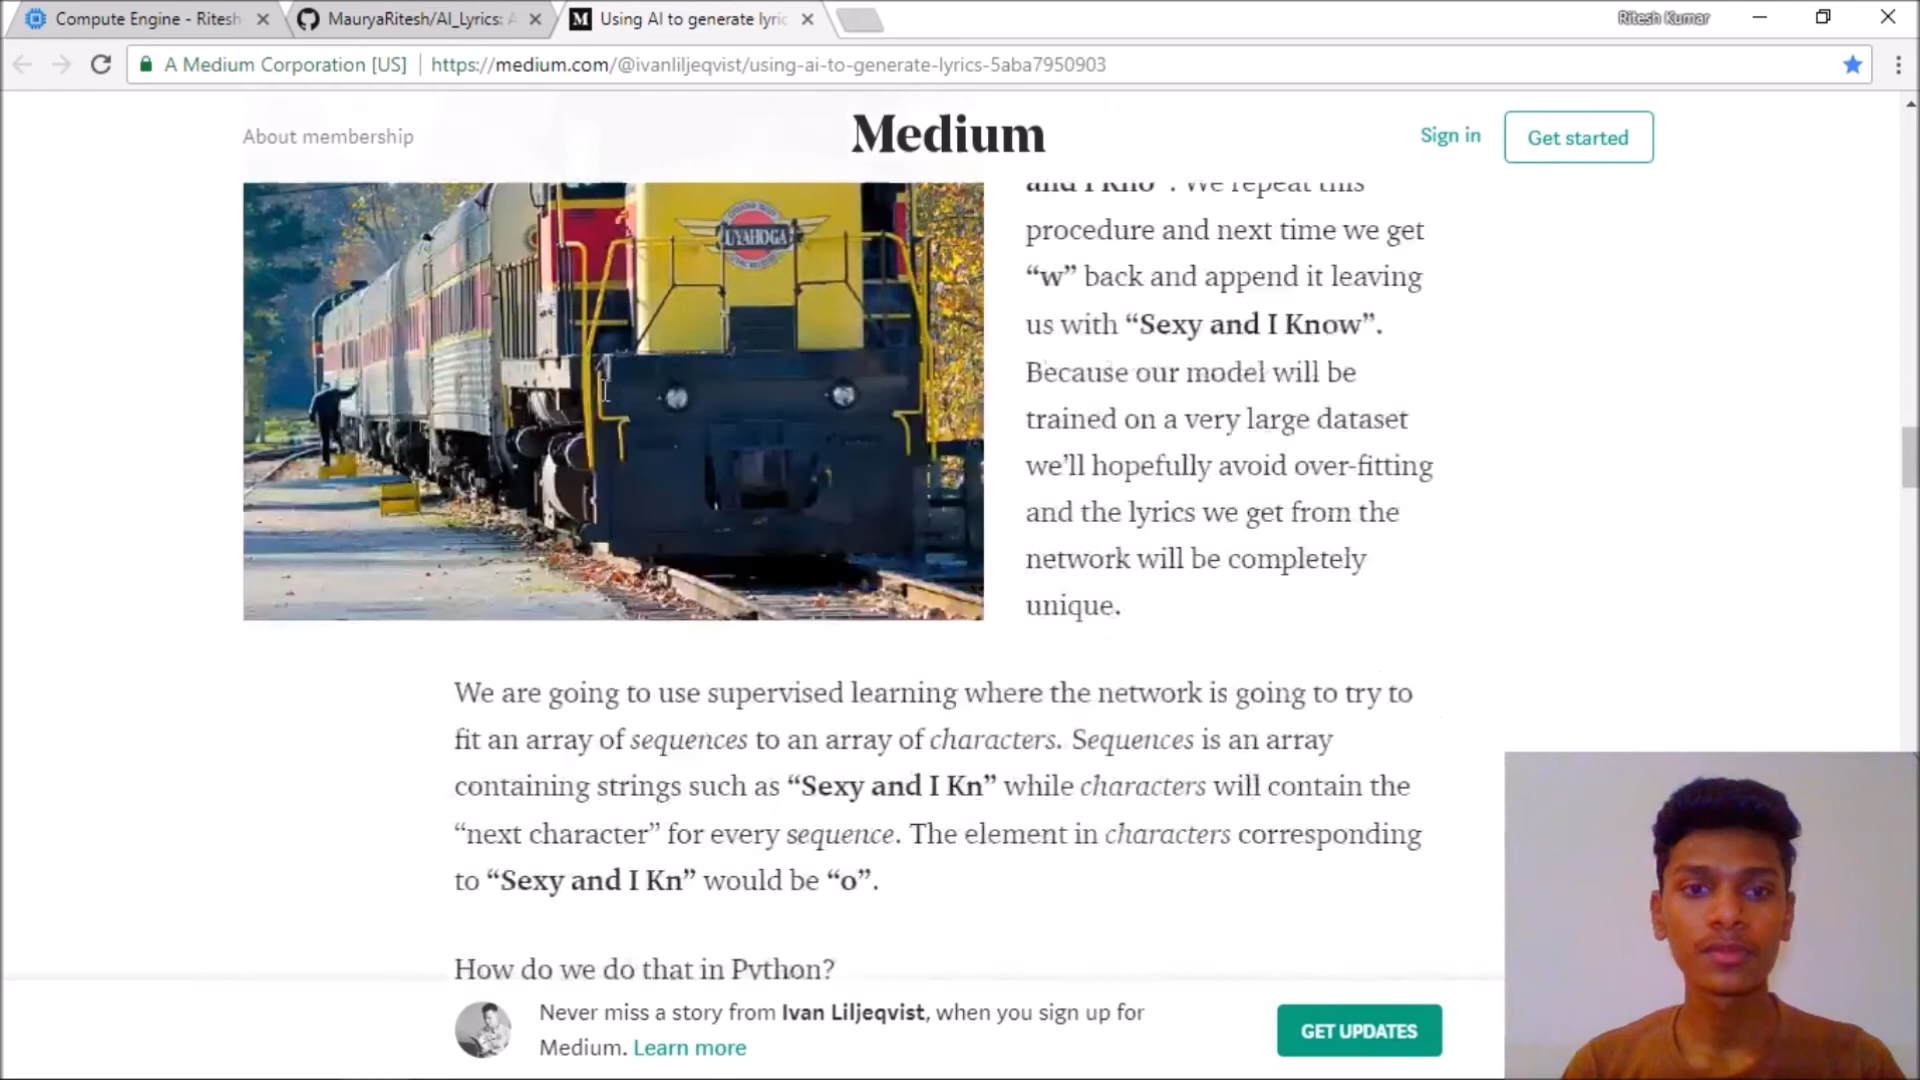 Compute Engine - Ritesh
MauryaRitesh/AI_Lyrics: A
Using AI to generate lyric
Ritesh Kumar
A Medium Corporation [US]
https://medium.com/@ivanliljeqvist/using-ai-to-generate-lyrics-5aba7950903
About membership
Medium
Sign in
Get started
UYAHOGA
and I Kno”. We repeat this
procedure and next time we get
“w” back and append it leaving
us with “Sexy and I Know”.
Because our model will be
trained on a very large dataset
we’ll hopefully avoid over-fitting
and the lyrics we get from the
network will be completely
unique.
We are going to use supervised learning where the network is going to try to
fit an array of sequences to an array of characters. Sequences is an array
containing strings such as “Sexy and I Kn” while characters will contain the
“next character” for every sequence. The element in characters corresponding
to “Sexy and I Kn” would be “o”.
How do we do that in Python?
Never miss a story from Ivan Liljeqvist, when you sign up for
Medium. Learn more
GET UPDATES